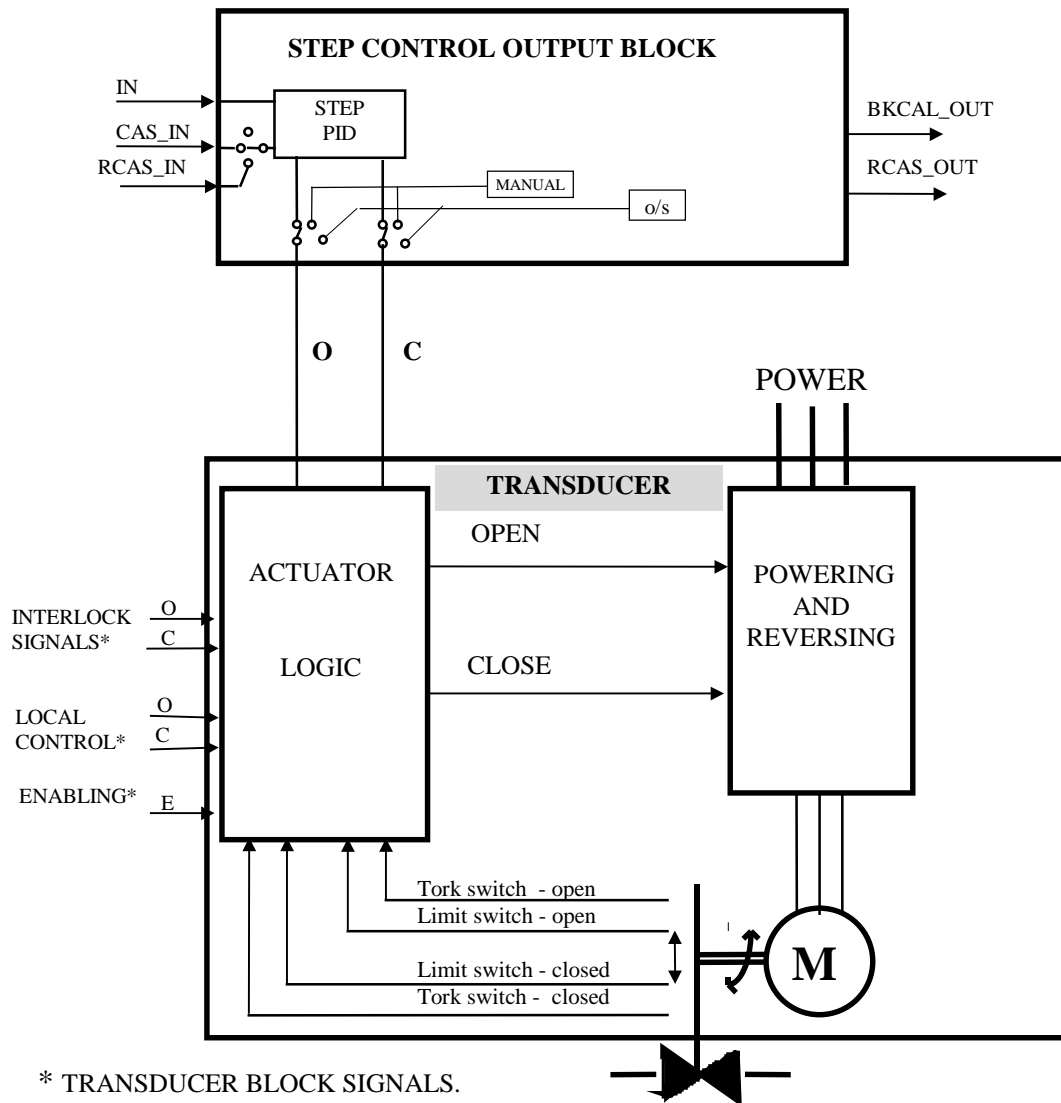 STEP CONTROL OUTPUT BLOCK
IN
CAS_IN
RCAS_IN
STEP
PID
MANUAL
o/s
BKCAL_OUT
RCAS_OUT
O
C
POWER
TRANSDUCER
OPEN
CLOSE
ACTUATOR
LOGIC
POWERING
AND
REVERSING
INTERLOCK
SIGNALS*
O
C
LOCAL
CONTROL*
O
C
ENABLING*
E
Tork switch - open
Limit switch - open
Limit switch - closed
Tork switch - closed
M
* TRANSDUCER BLOCK SIGNALS.